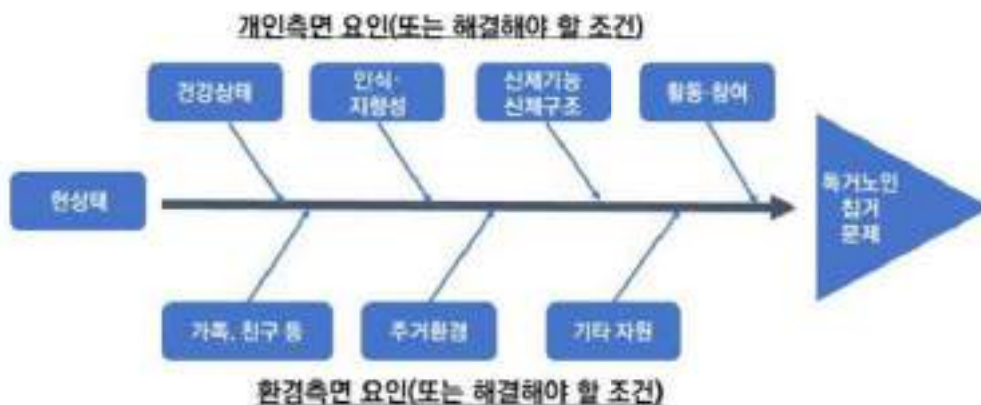 개인측면 요인(또는 해결해야 할 조건)
건강상태
인식·
지향성
신체기능
신체구조
활동·참여
현상태
독거노인
칩거
문제
가족, 친구 등
주거환경
기타 자원
환경측면 요인(또는 해결해야 할 조건)